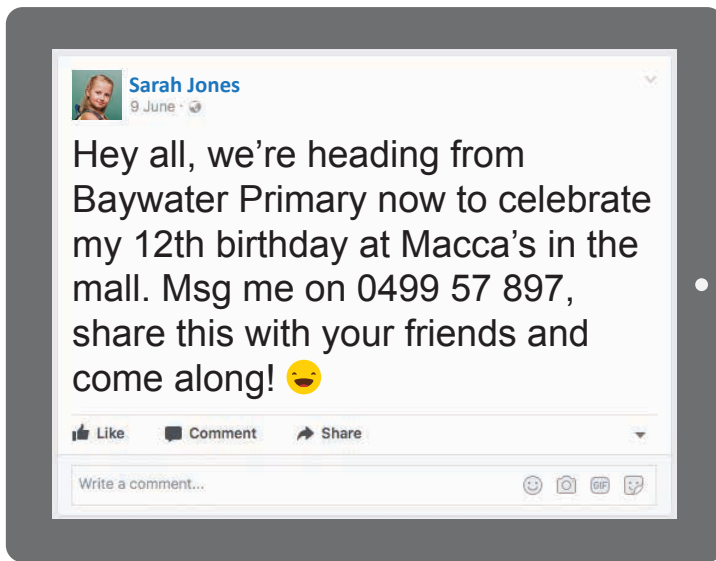 Sarah Jones
9 June ·
Hey all, we’re heading from
Baywater Primary now to celebrate
my 12th birthday at Macca’s in the
mall. Msg me on 0499 57 897,
share this with your friends and
come along!
Like Comment Share
Write a comment...
GIF